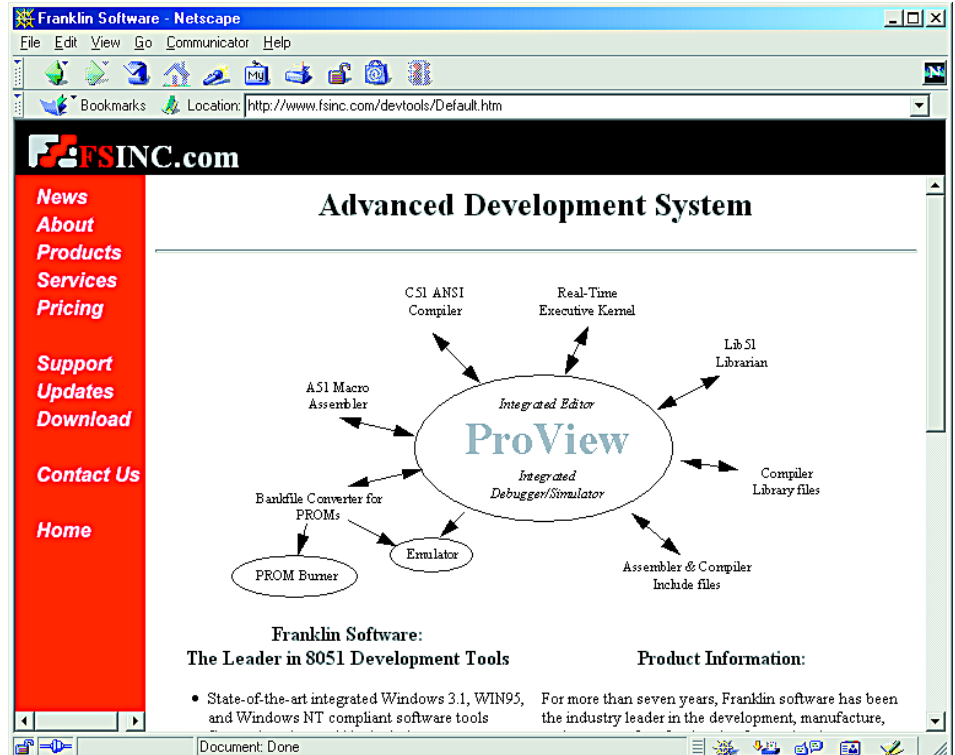 Franklin Software - Netscape
File Edit View Go Communicator Help
My
N
Bookmarks Location: http://www.fsinc.com/devtools/Default.htm
FSINC.com
News
About
Products
Services
Pricing
Support
Updates
Download
Contact Us
Home
Advanced Development System
C51 ANSI
Compiler
Real-Time
Executive Kernel
Lib51
Librarian
A51 Macro
Assembler
Integrated Editor
ProView
Integrated
Debugger/Simulator
Compiler
Library files
Bankfile Converter for
PROMs
Emulator
PROM Burner
Assembler & Compiler
Include files
Franklin Software:
The Leader in 8051 Development Tools
• State-of-the-art integrated Windows 3.1, WIN95,
and Windows NT compliant software tools
Product Information:
For more than seven years, Franklin software has been
the industry leader in the development, manufacture,
Document: Done